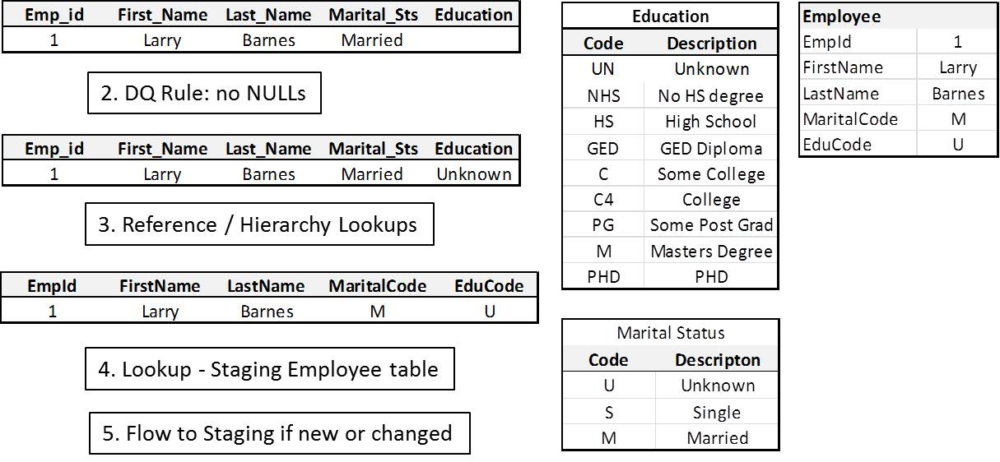 Emp_id First_Name Last_Name Marital_Sts Education
1 Larry Barnes Married
2. DQ Rule: no NULLs
Emp_id First_Name Last_Name Marital_Sts Education
1 Larry Barnes Married Unknown
3. Reference / Hierarchy Lookups
EmpId FirstName LastName MaritalCode EduCode
1 Larry Barnes M U
4. Lookup - Staging Employee table
5. Flow to Staging if new or changed
Education
Code Description
UN Unknown
NHS No HS degree
HS High School
GED GED Diploma
C Some College
C4 College
PG Some Post Grad
M Masters Degree
PHD PHD
Marital Status
Code Descripton
U Unknown
S Single
M Married
Employee
EmpId 1
FirstName Larry
LastName Barnes
MaritalCode M
EduCode U